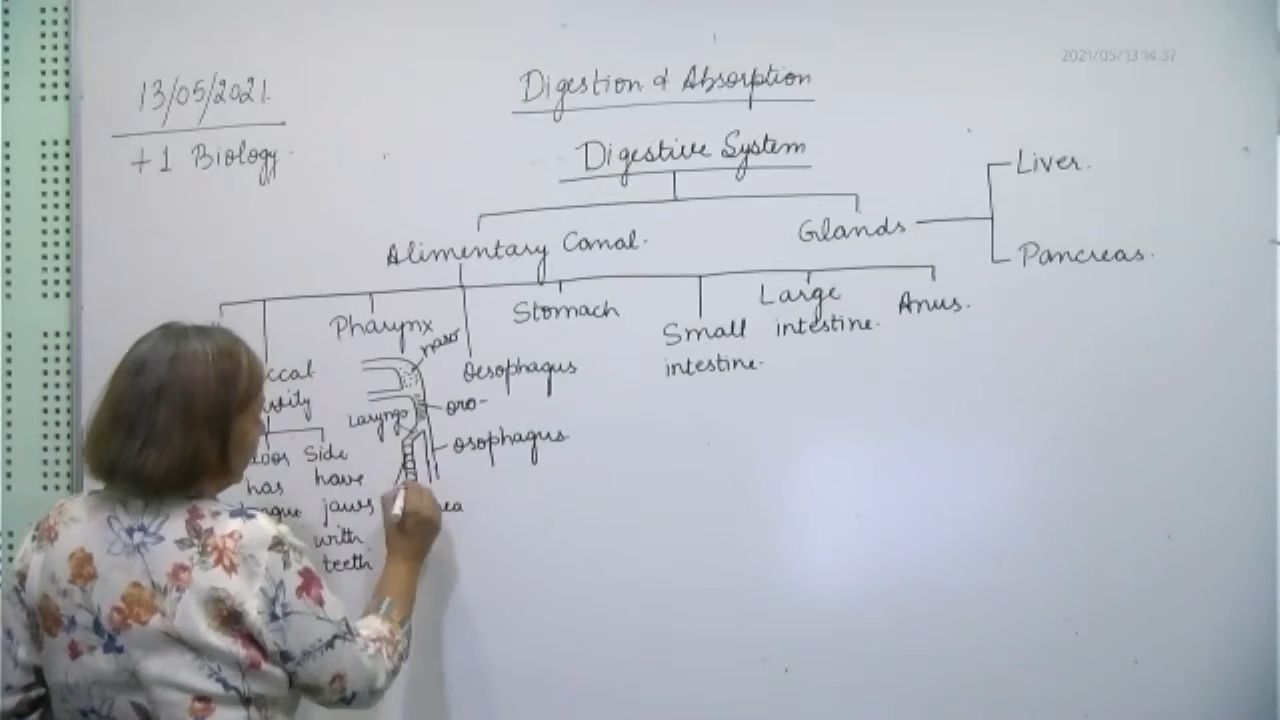 2021/05/13 14:37
13/05/2021.
+1 Biology.
Digestion & Absorption
Digestive System
Alimentary Canal.
Glands
Liver.
Pancreas.
Pharynx
Stomach
Small
intestine.
Large
intestine.
Anus.
Oesophagus
naso
oro-
Laryngo
osophagus
Side
have
jaws
with
teeth
has